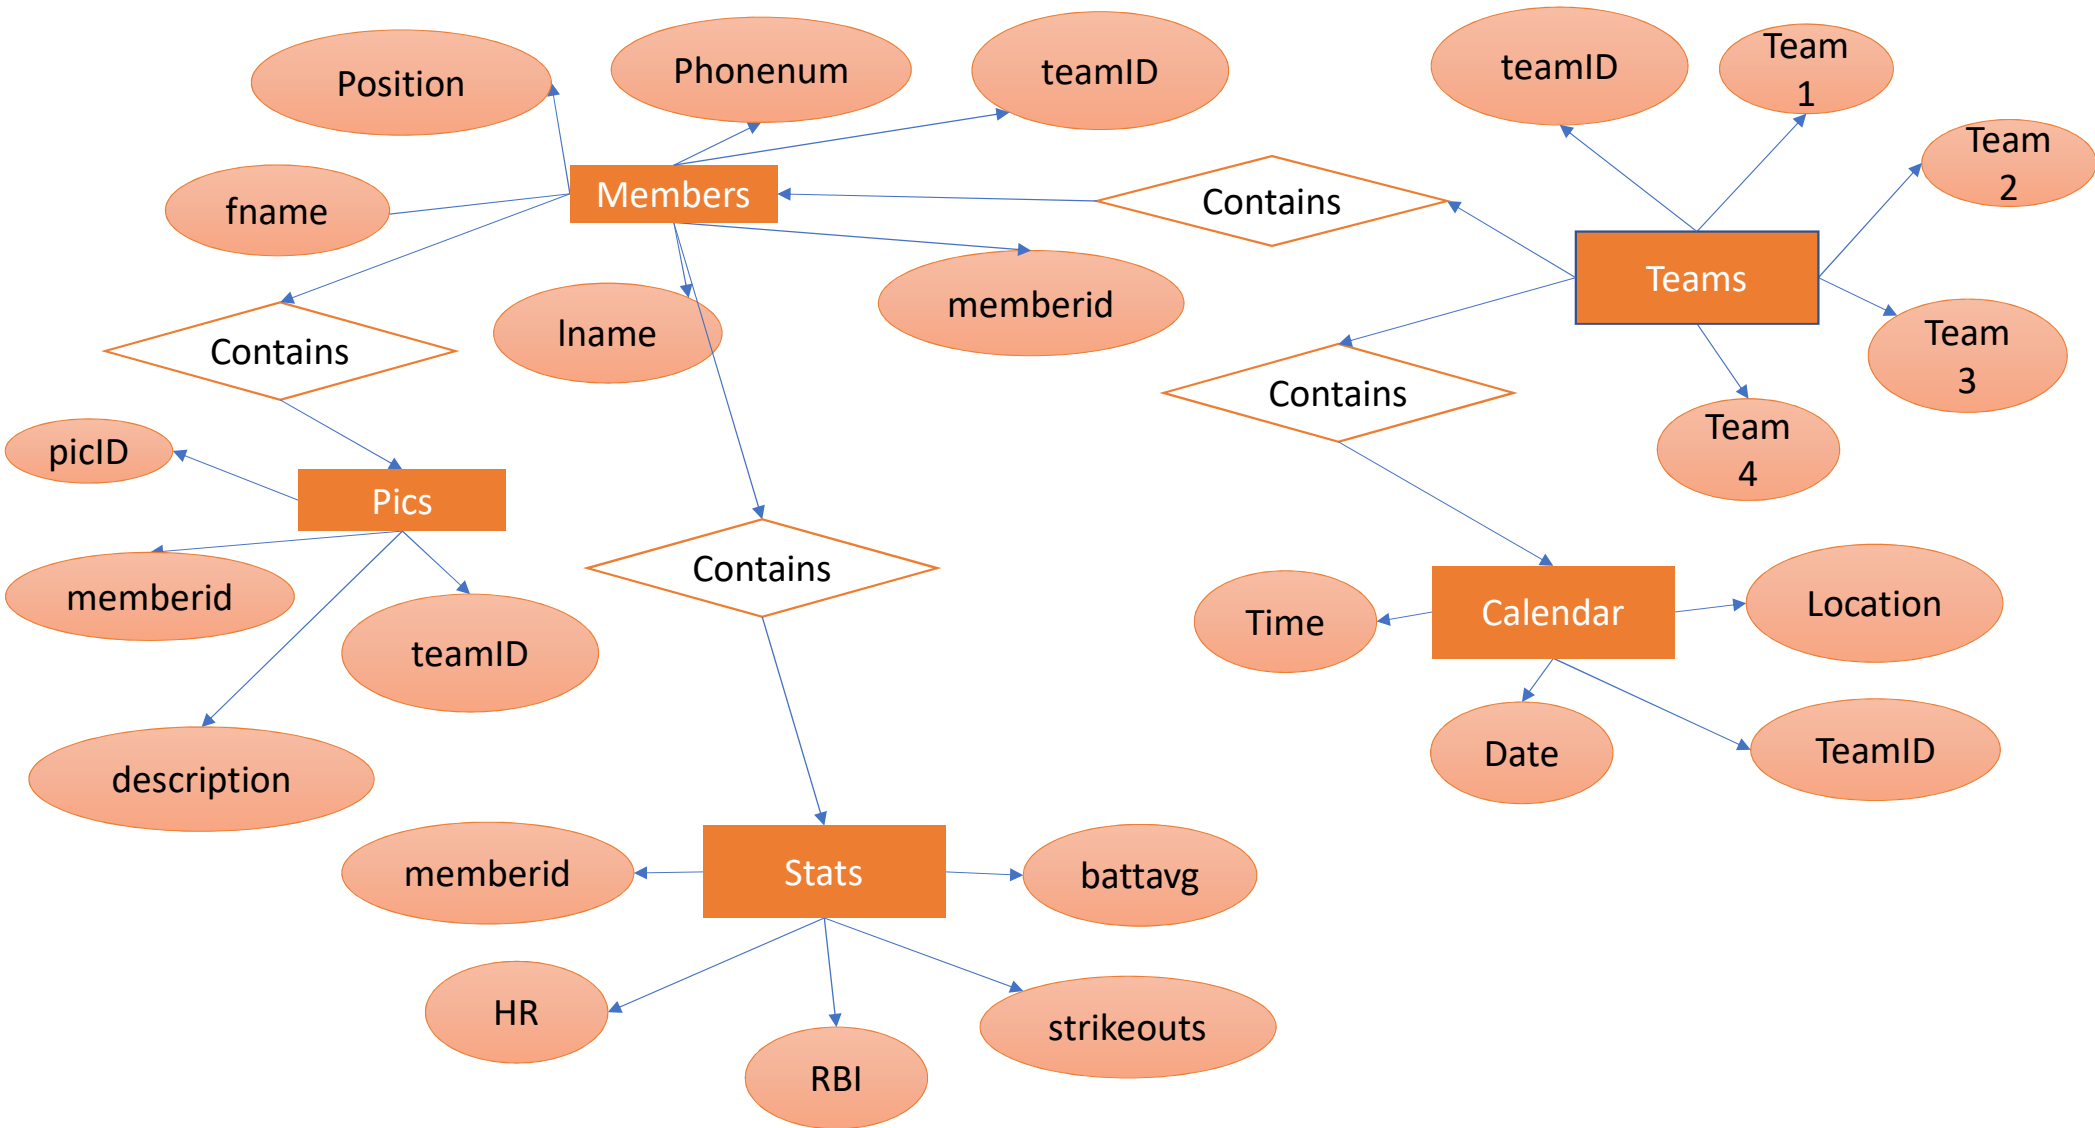 Position
Phonenum
teamID
teamID
Team
1
Team
2
fname
Members
Contains
Teams
memberid
lname
Contains
Contains
Team
3
Team
4
picID
Pics
Contains
memberid
teamID
Time
Calendar
Location
description
Date
TeamID
memberid
Stats
battavg
HR
RBI
strikeouts